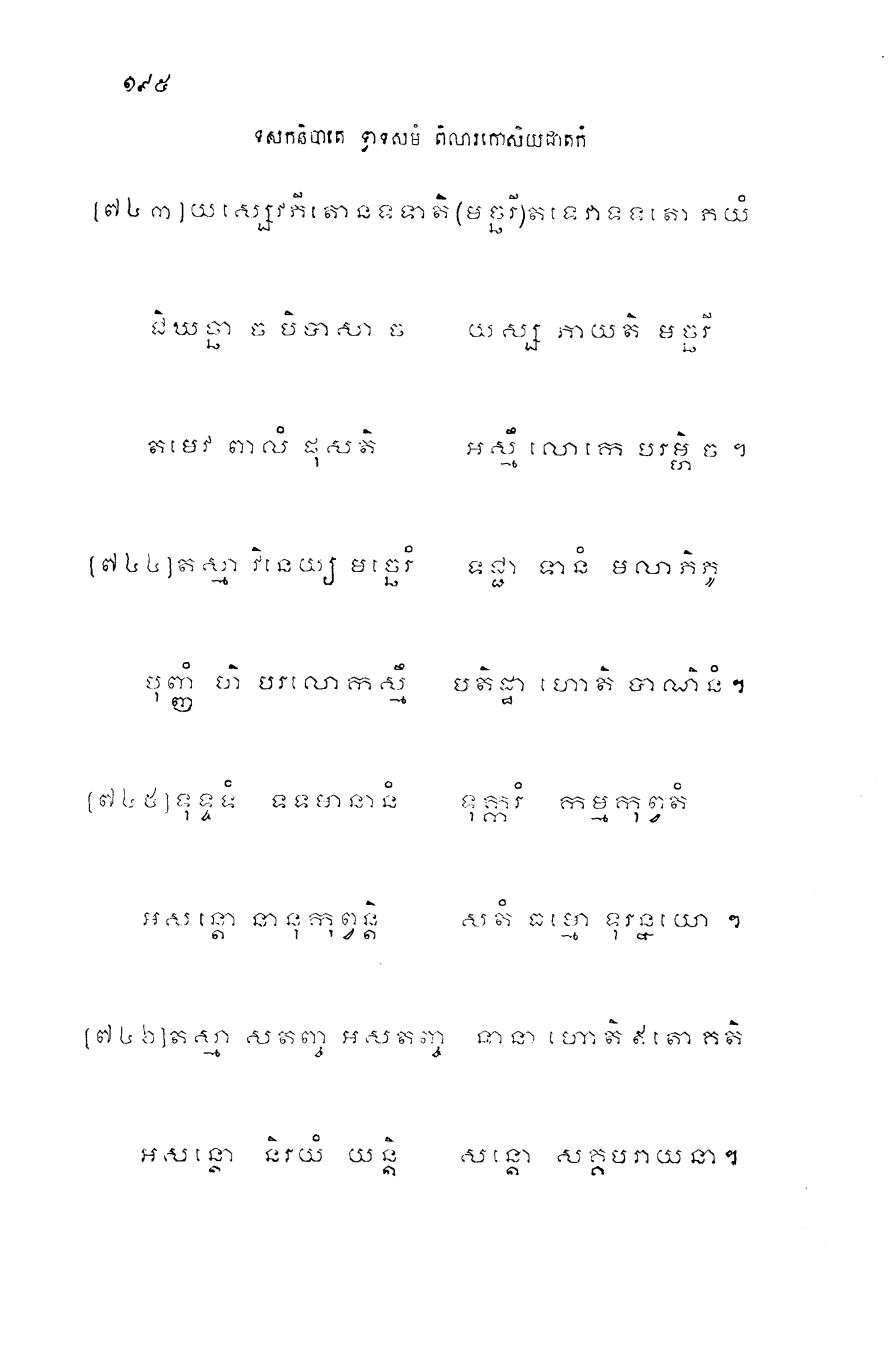 ១៩៥
ទសកនិបាតេ ទ្វាទសមំ ពិលារកោសិយជាតកំ
[៧៤៣]យស្សេវភីតោនទទាតិ(មច្ឆរី)តទេវាទទតោ ភយំ
ជិឃច្ឆា ច បិបាសា ច យស្ស ភាយតិ មច្ឆរី
តមេវ ពាលំ ផុសតិ អស្មឹ លោកេ បរម្ហិ ច ។
[៧៤៤]តស្មា វិនេយ្យ មច្ឆេរំ ទជ្ជា ទានំ មលាភិភូ
បុញ្ញំ ហិ បរលោកស្មឹ បតិដ្ឋា ហោតិ បាណិនំ។
[៧៤៥]ទុទ្ទទំ ទទមានានំ ទុក្ករំ កម្មកុព្វតំ
អសន្តោ នានុកុព្វន្តិ សតំ ធម្មោ ទុរន្នយោ ។
[៧៤៦]តស្មា សតញ្ច អសតញ្ច នានា ហោតិ ឥតោ គតិ
អសន្តោ និរយំ យន្តិ សន្តោ សគ្គបរាយនា។